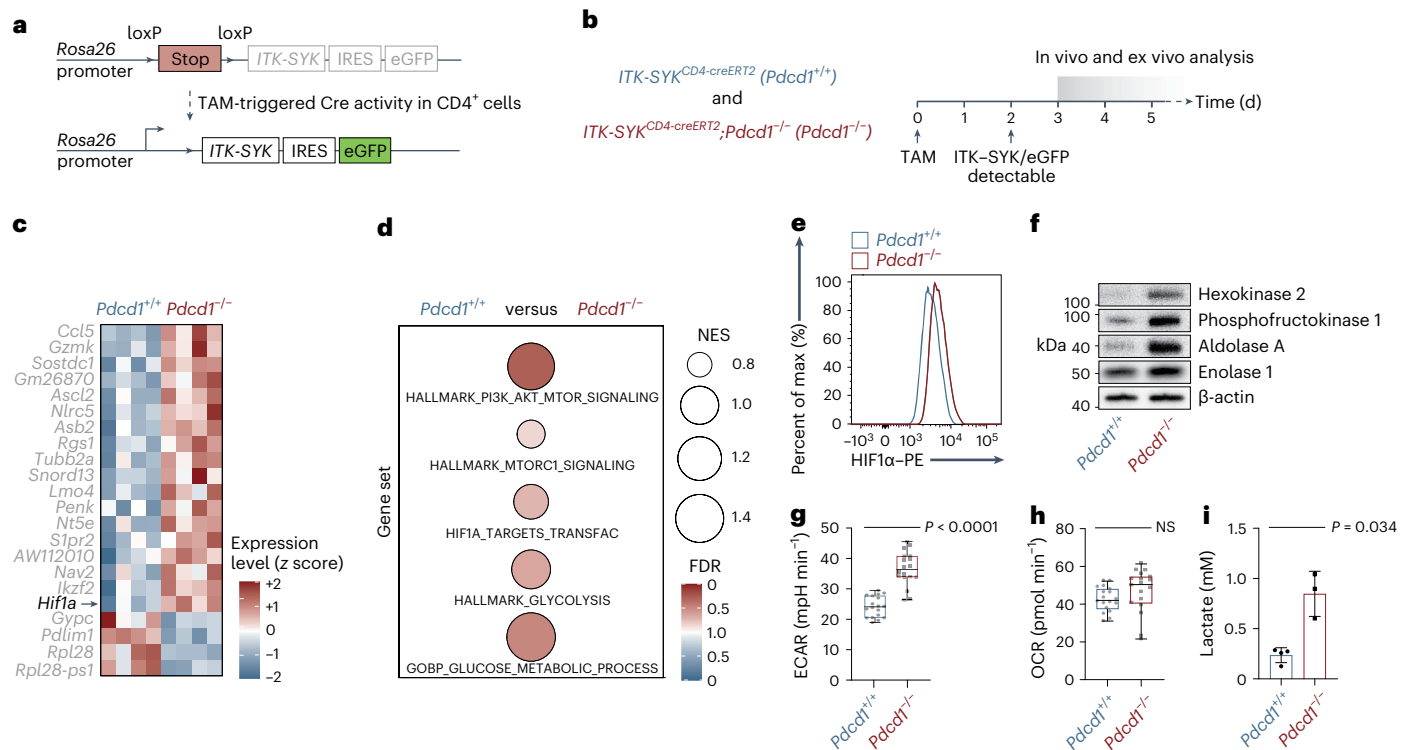 a
loxP loxP
Rosa26
promoter
Stop
ITK-SYK IRES eGFP
TAM-triggered Cre activity in CD4⁺ cells
Rosa26
promoter
ITK-SYK IRES eGFP
b
ITK-SYK^CD4-creERT2 (Pdcd1⁺/⁺)
and
ITK-SYK^CD4-creERT2;Pdcd1⁻/⁻ (Pdcd1⁻/⁻)
In vivo and ex vivo analysis
Time (d)
0 1 2 3 4 5
TAM
ITK–SYK/eGFP
detectable
c
Pdcd1⁺/⁺ Pdcd1⁻/⁻
Ccl5
Gzmk
Sostdc1
Gm26870
Ascl2
Nlrc5
Asb2
Rgs1
Tubb2a
Snord13
Lmo4
Penk
Nt5e
S1pr2
AW112010
Nav2
Ikzf2
Hif1a
Gypc
Pdlim1
Rpl28
Rpl28-ps1
Expression
level (z score)
+2
+1
0
−1
−2
d
Pdcd1⁺/⁺ versus Pdcd1⁻/⁻
Gene set
HALLMARK_PI3K_AKT_MTOR_SIGNALING
HALLMARK_MTORC1_SIGNALING
HIF1A_TARGETS_TRANSFAC
HALLMARK_GLYCOLYSIS
GOBP_GLUCOSE_METABOLIC_PROCESS
NES
0.8
1.0
1.2
1.4
FDR
0
0.5
1.0
0.5
0
e
Pdcd1⁺/⁺
Pdcd1⁻/⁻
Percent of max (%)
100
80
60
40
20
0
−10³ 10³ 10⁴ 10⁵
HIF1α–PE
f
Hexokinase 2
100
Phosphofructokinase 1
100
kDa
Aldolase A
40
Enolase 1
50
β-actin
40
Pdcd1⁺/⁺ Pdcd1⁻/⁻
g
P < 0.0001
ECAR (mpH min⁻¹)
50
40
30
20
10
0
Pdcd1⁺/⁺ Pdcd1⁻/⁻
h
NS
OCR (pmol min⁻¹)
80
60
40
20
0
Pdcd1⁺/⁺ Pdcd1⁻/⁻
i
P = 0.034
Lactate (mM)
1.5
1.0
0.5
0
Pdcd1⁺/⁺ Pdcd1⁻/⁻